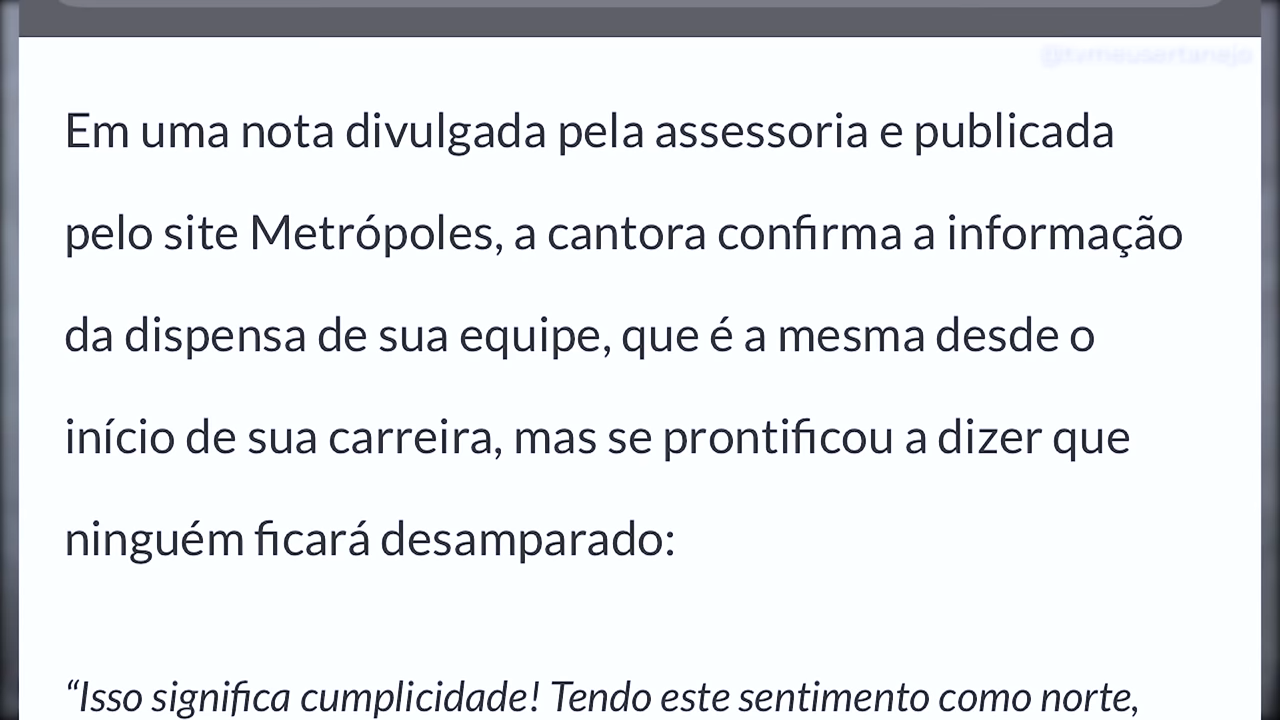 @tvmeusertanejo
Em uma nota divulgada pela assessoria e publicada
pelo site Metrópoles, a cantora confirma a informação
da dispensa de sua equipe, que é a mesma desde o
início de sua carreira, mas se prontificou a dizer que
ninguém ficará desamparado:
“Isso significa cumplicidade! Tendo este sentimento como norte,